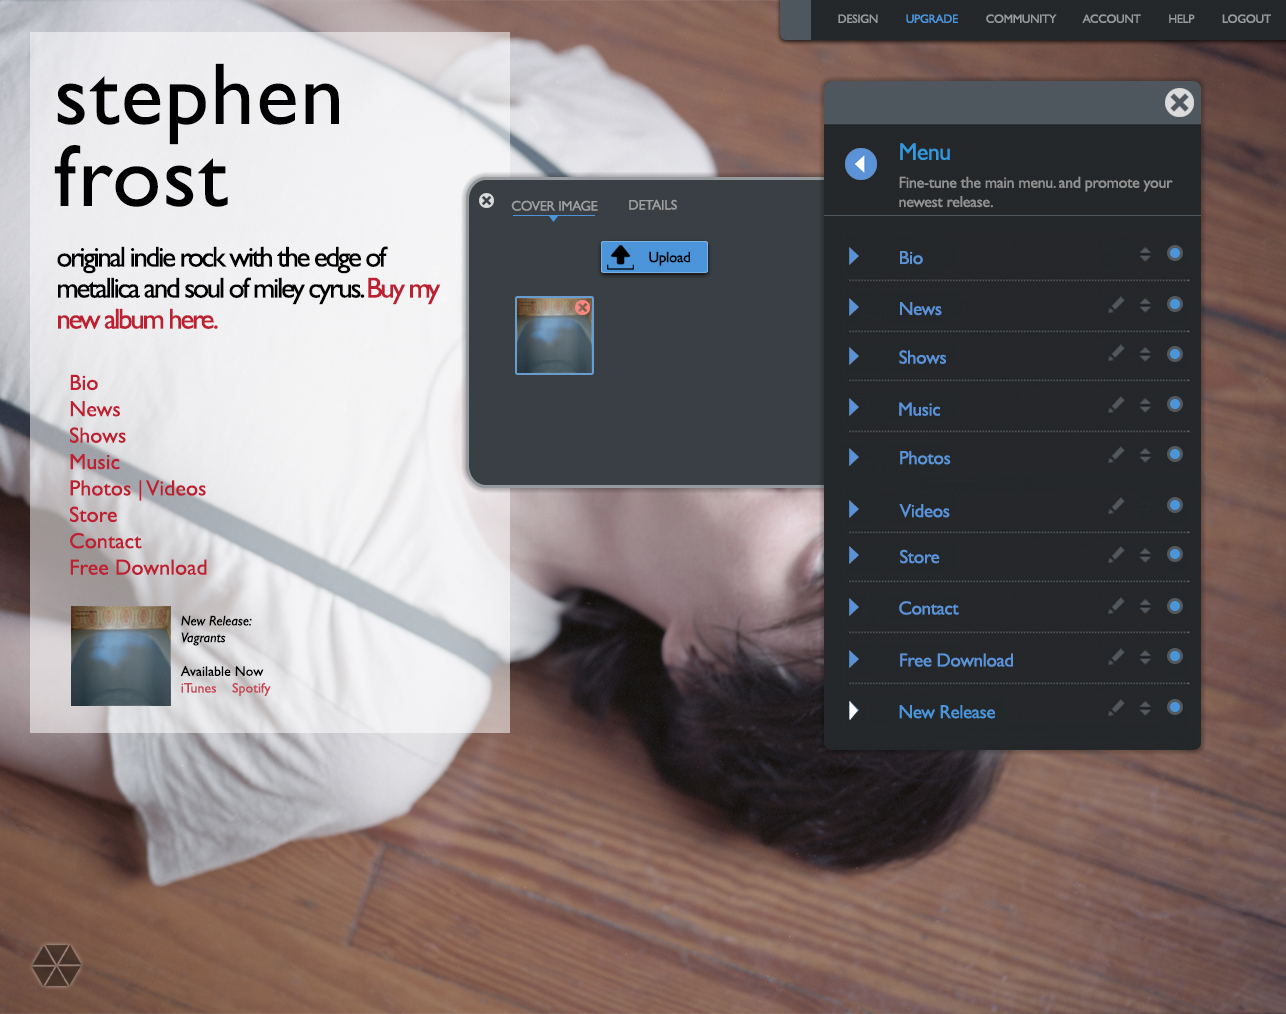 DESIGN UPGRADE COMMUNITY ACCOUNT HELP LOGOUT
stephen
frost
original indie rock with the edge of
metallica and soul of miley cyrus. Buy my
new album here.
Bio
News
Shows
Music
Photos | Videos
Store
Contact
Free Download
New Release:
Vagrants
Available Now
iTunes Spotify
COVER IMAGE DETAILS
Upload
Menu
Fine-tune the main menu. and promote your
newest release.
Bio
News
Shows
Music
Photos
Videos
Store
Contact
Free Download
New Release